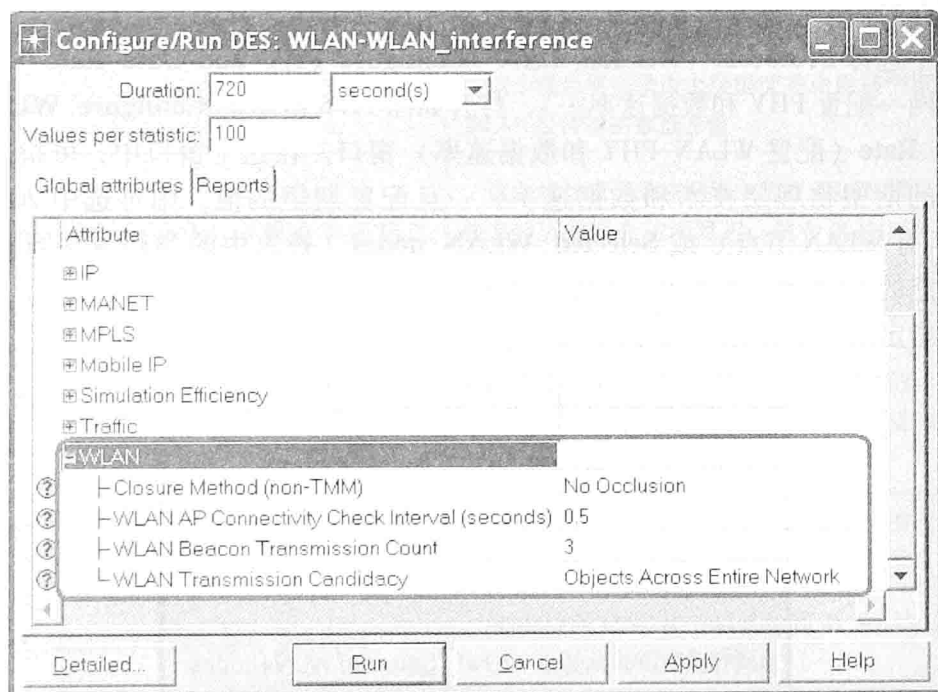 Configure/Run DES: WLAN-WLAN_interference
Duration: 720 second(s)
Values per statistic: 100
Global attributes Reports
Attribute Value
IP
MANET
MPLS
Mobile IP
Simulation Efficiency
Traffic
WLAN
Closure Method (non-TMM) No Occlusion
WLAN AP Connectivity Check Interval (seconds) 0.5
WLAN Beacon Transmission Count 3
WLAN Transmission Candidacy Objects Across Entire Network
Detailed... Run Cancel Apply Help